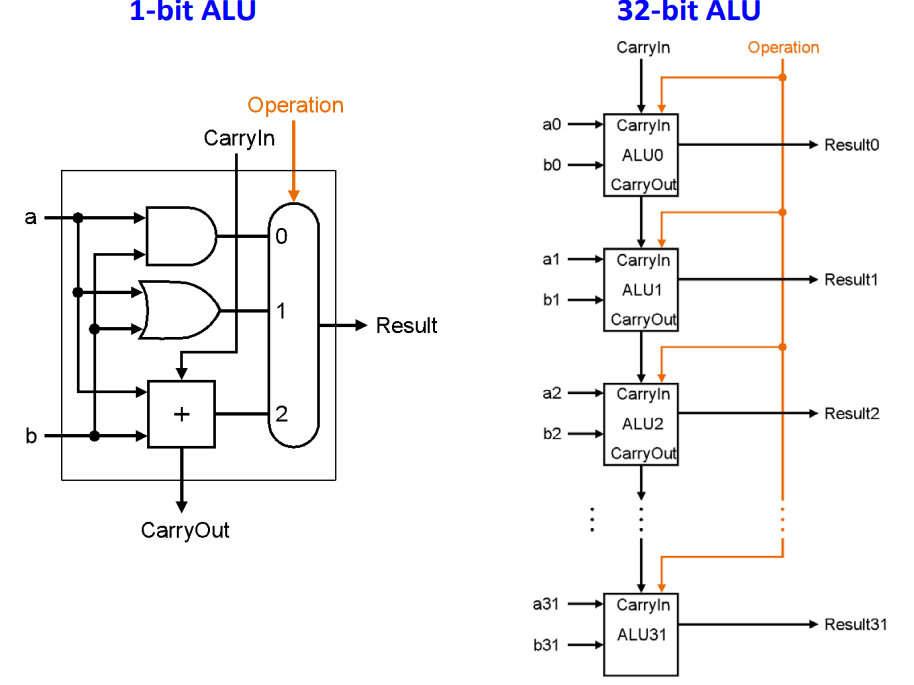 1-bit ALU
Operation
CarryIn
a
0
1
Result
+
2
b
CarryOut
32-bit ALU
CarryIn
Operation
a0
CarryIn
b0
ALU0
CarryOut
Result0
a1
CarryIn
b1
ALU1
CarryOut
Result1
a2
CarryIn
b2
ALU2
CarryOut
Result2
a31
CarryIn
b31
ALU31
Result31